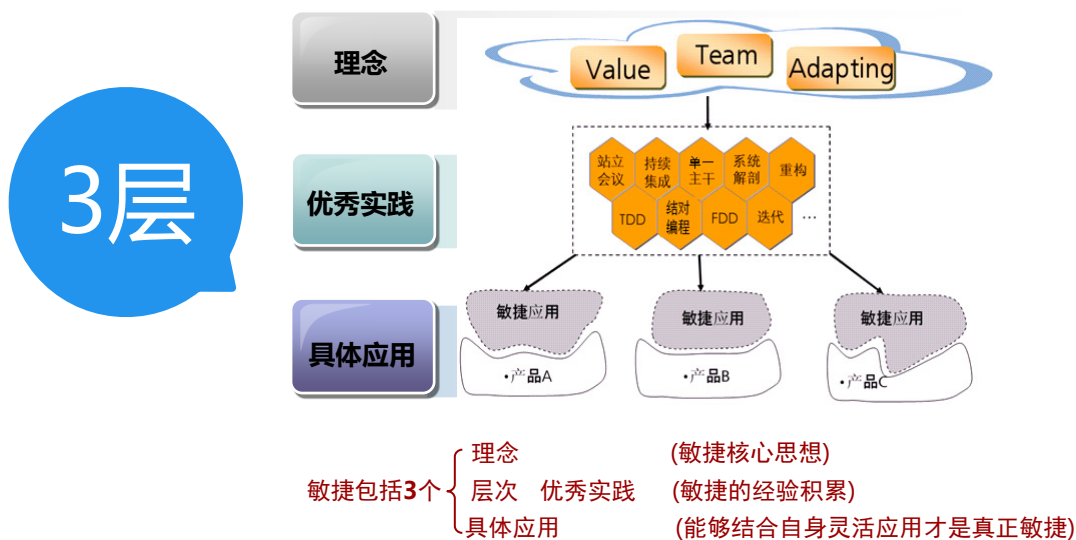 3层
理念
Value
Team
Adapting
优秀实践
站立
会议
持续
集成
单一
主干
系统
解剖
重构
TDD
结对
编程
FDD
迭代
...
具体应用
敏捷应用
敏捷应用
敏捷应用
·产品A
·产品B
·产品C
理念 (敏捷核心思想)
敏捷包括3个 层次 优秀实践 (敏捷的经验积累)
具体应用 (能够结合自身灵活应用才是真正敏捷)